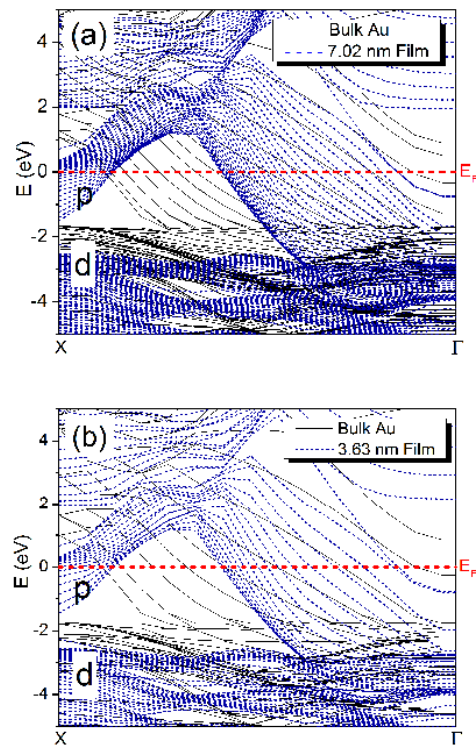 (a)
Bulk Au
7.02 nm Film
4
2
0
-2
-4
E (eV)
p
d
E_F
X Γ
(b)
Bulk Au
3.63 nm Film
4
2
0
-2
-4
E (eV)
p
d
E_F
X Γ